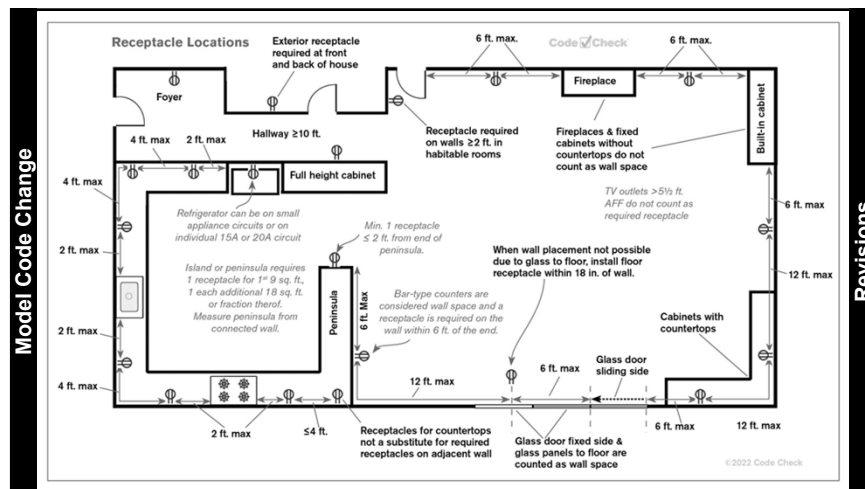 Model Code Change
Revisions
Receptacle Locations
Exterior receptacle
required at front
and back of house
6 ft. max.
Code Check
6 ft. max.
Foyer
Fireplace
Built-in cabinet
Hallway ≥10 ft.
4 ft. max
2 ft. max
Receptacle required
on walls ≥2 ft. in
habitable rooms
Fireplaces & fixed
cabinets without
countertops do not
count as wall space
4 ft. max
Full height cabinet
TV outlets >5½ ft.
AFF do not count as
required receptacle
6 ft. max
Refrigerator can be on small
appliance circuits or on
individual 15A or 20A circuit
Min. 1 receptacle
≤ 2 ft. from end of
peninsula.
2 ft. max
When wall placement not possible
due to glass to floor, install floor
receptacle within 18 in. of wall.
12 ft. max
Island or peninsula requires
1 receptacle for 1st 9 sq. ft.,
1 each additional 18 sq. ft.
or fraction therof.
Measure peninsula from
connected wall.
Peninsula
6 ft. Max
Bar-type counters are
considered wall space and a
receptacle is required on the
wall within 6 ft. of the end.
Cabinets with
countertops
2 ft. max
Glass door
sliding side
6 ft. max
4 ft. max
12 ft. max
2 ft. max
≤4 ft.
Receptacles for countertops
not a substitute for required
receptacles on adjacent wall
Glass door fixed side &
glass panels to floor are
counted as wall space
6 ft. max
12 ft. max
©2022 Code Check